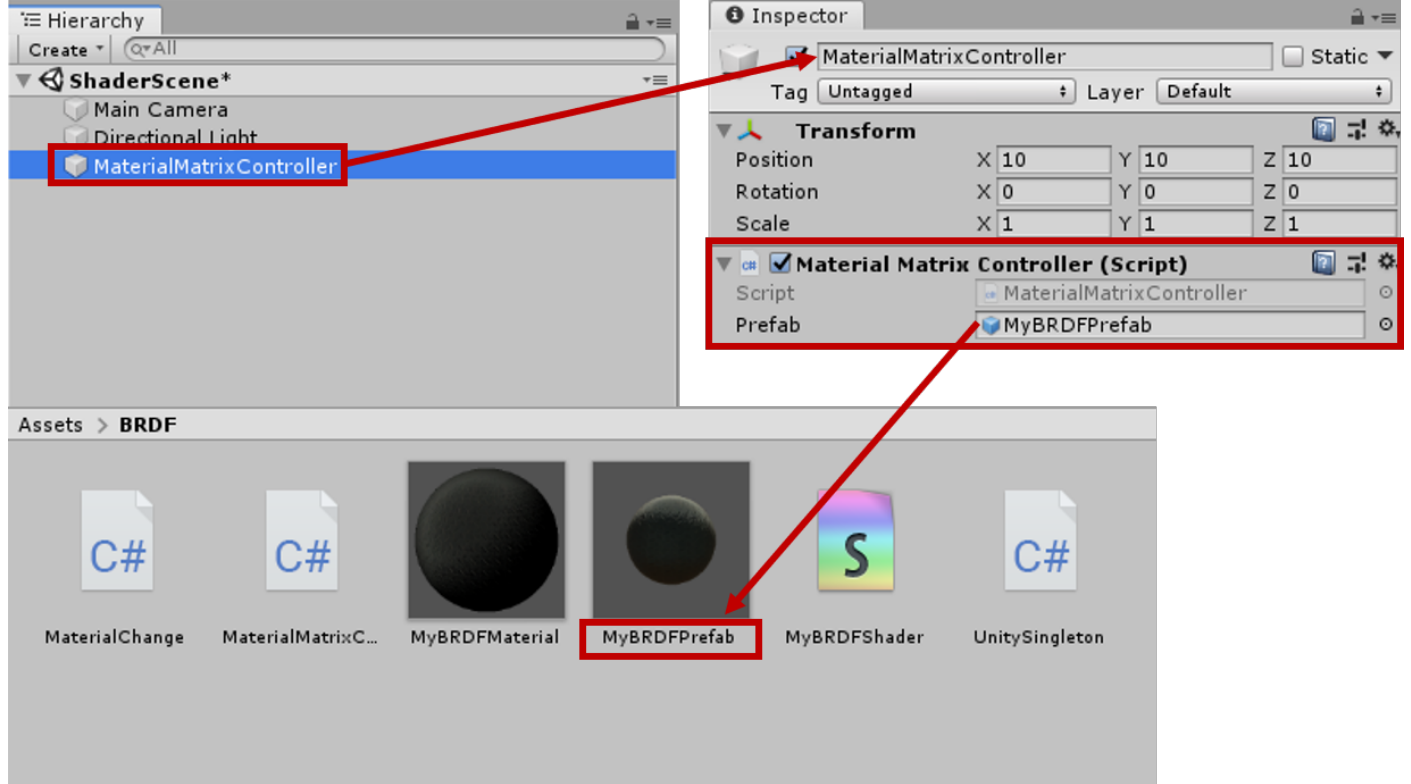 Hierarchy
Create All
ShaderScene*
Main Camera
Directional Light
MaterialMatrixController
Inspector
MaterialMatrixController Static
Tag Untagged Layer Default
Transform
Position X 10 Y 10 Z 10
Rotation X 0 Y 0 Z 0
Scale X 1 Y 1 Z 1
C# Material Matrix Controller (Script)
Script MaterialMatrixController
Prefab MyBRDFPrefab
Assets > BRDF
C# C# S C#
MaterialChange MaterialMatrixC... MyBRDFMaterial MyBRDFPrefab MyBRDFShader UnitySingleton